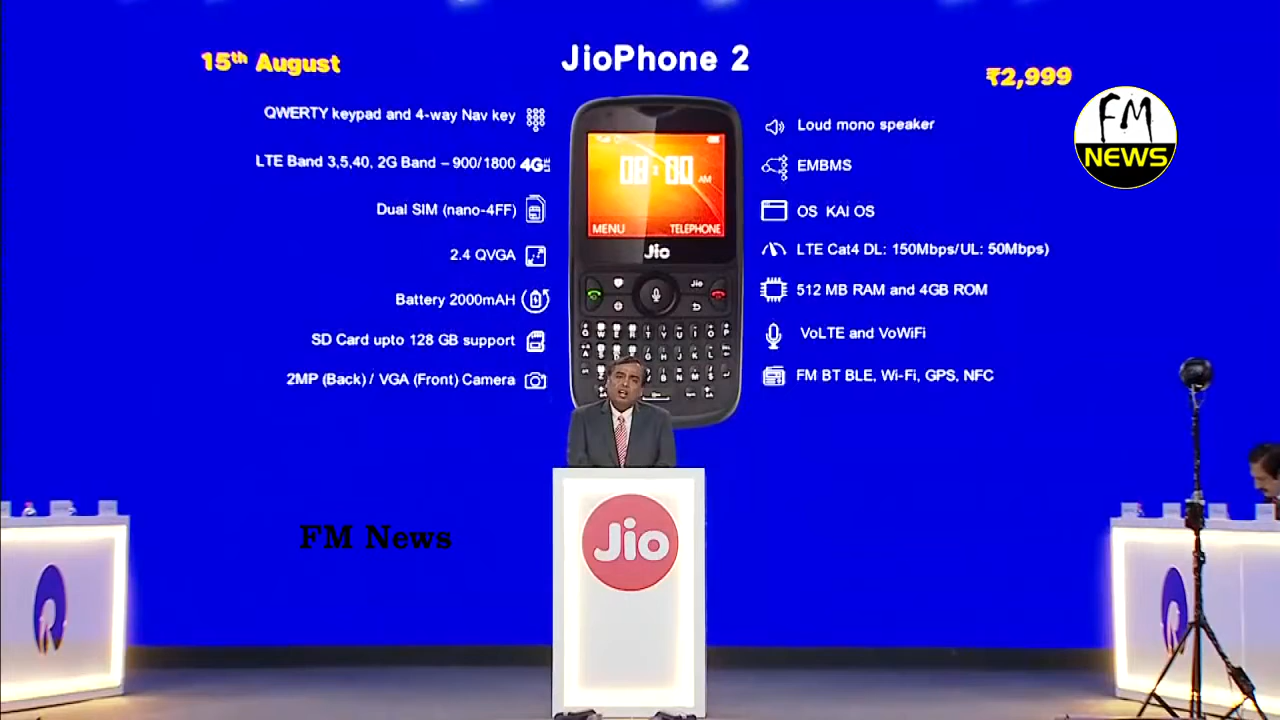 15th August
JioPhone 2
₹2,999
QWERTY keypad and 4-way Nav key
LTE Band 3,5,40, 2G Band – 900/1800 4G
Dual SIM (nano-4FF)
2.4 QVGA
Battery 2000mAH
SD Card upto 128 GB support
2MP (Back) / VGA (Front) Camera
08:00 AM
MENU TELEPHONE
Jio
Jio
Loud mono speaker
EMBMS
OS KAI OS
LTE Cat4 DL: 150Mbps/UL: 50Mbps)
512 MB RAM and 4GB ROM
VoLTE and VoWiFi
FM BT BLE, Wi-Fi, GPS, NFC
FM
NEWS
FM News
Jio